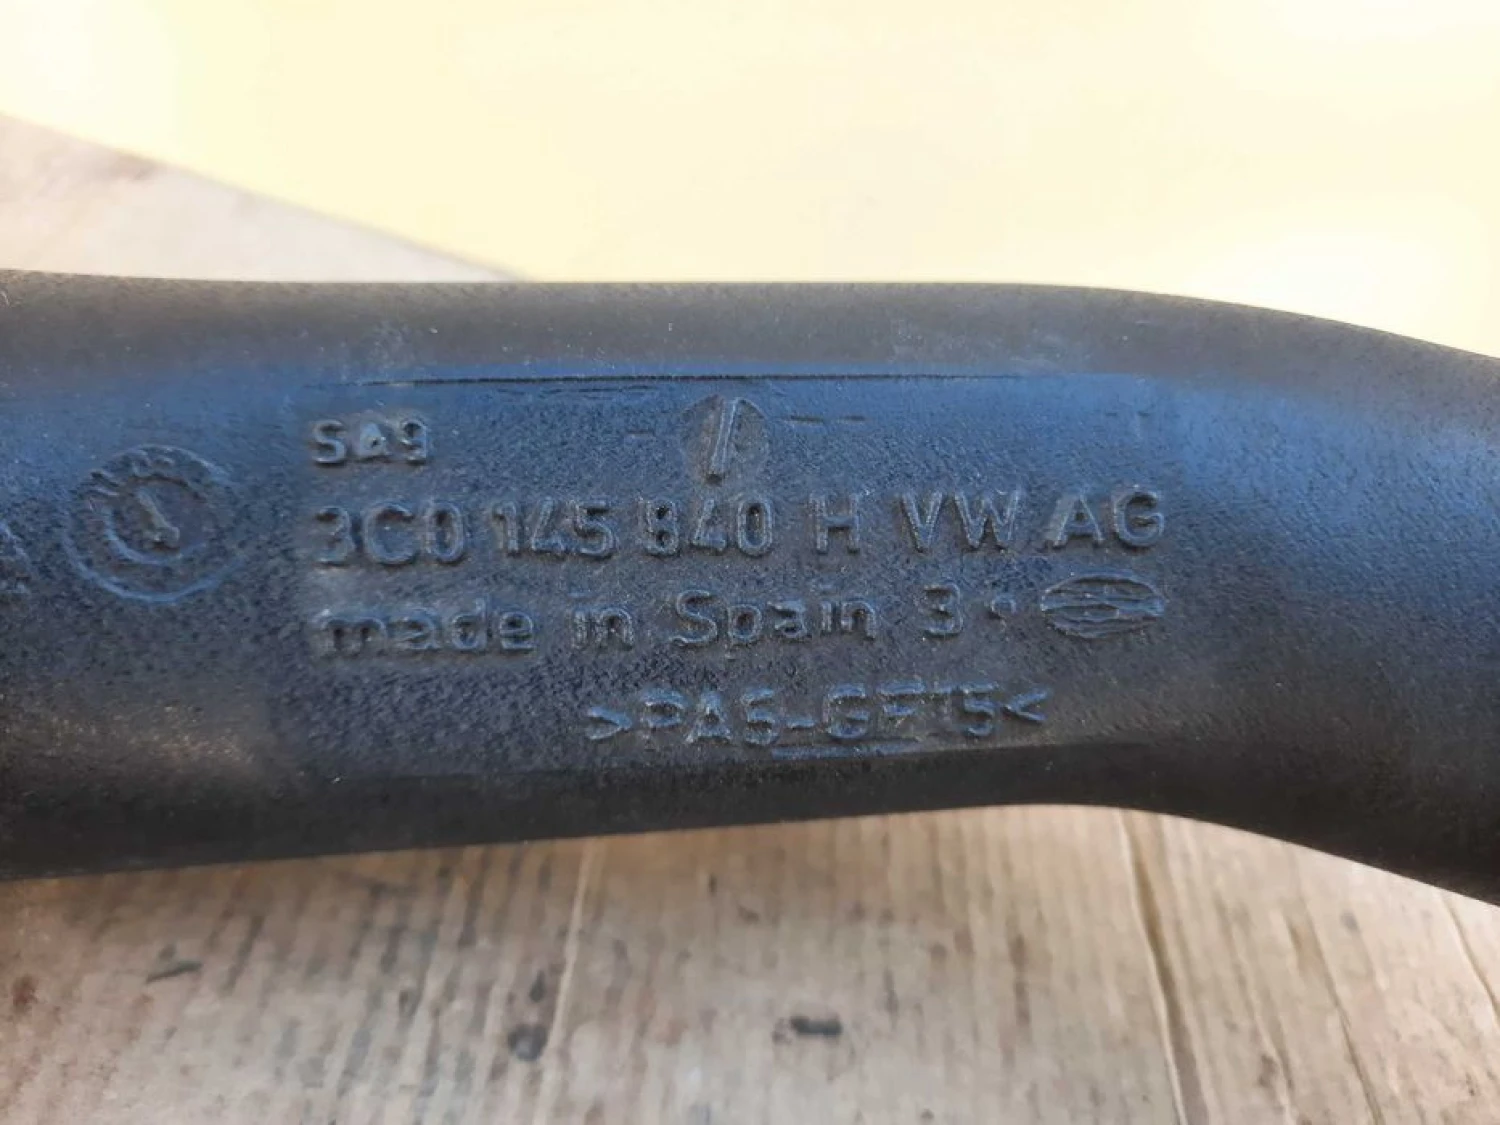 S49
3C0 145 840 H VW AG
made in Spain 3
>PA6-GF15<